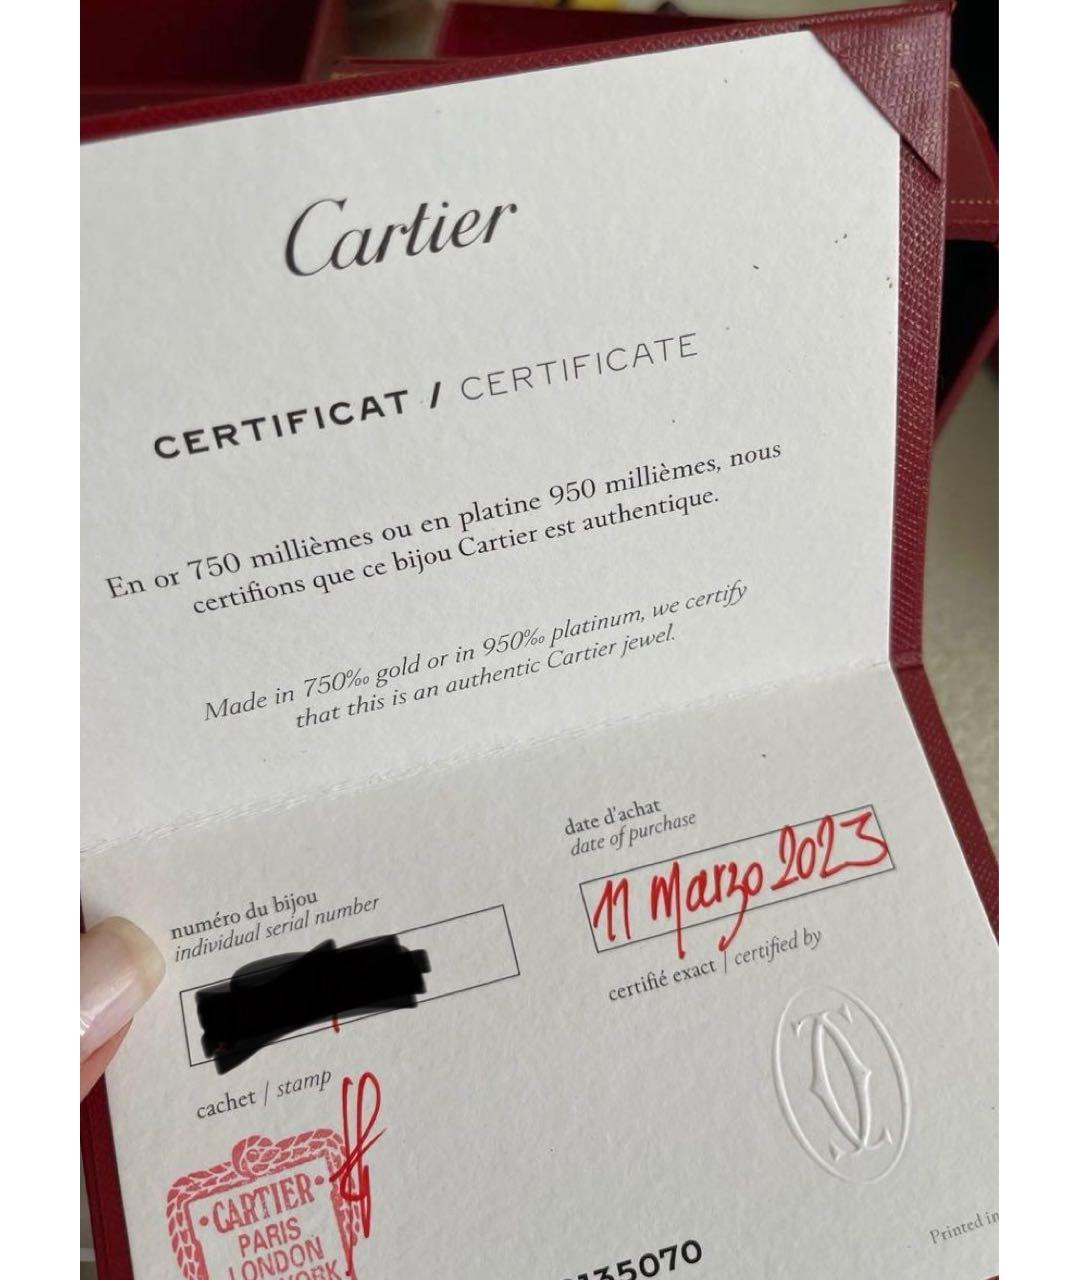 Cartier
CERTIFICAT / CERTIFICATE
En or 750 millièmes ou en platine 950 millièmes, nous
certifions que ce bijou Cartier est authentique.
Made in 750‰ gold or in 950‰ platinum, we certify
that this is an authentic Cartier jewel.
date d'achat
date of purchase
11 Marzo 2023
numéro du bijou
individual serial number
certifié exact / certified by
cachet / stamp
CARTIER
PARIS
LONDON
135070
Printed in